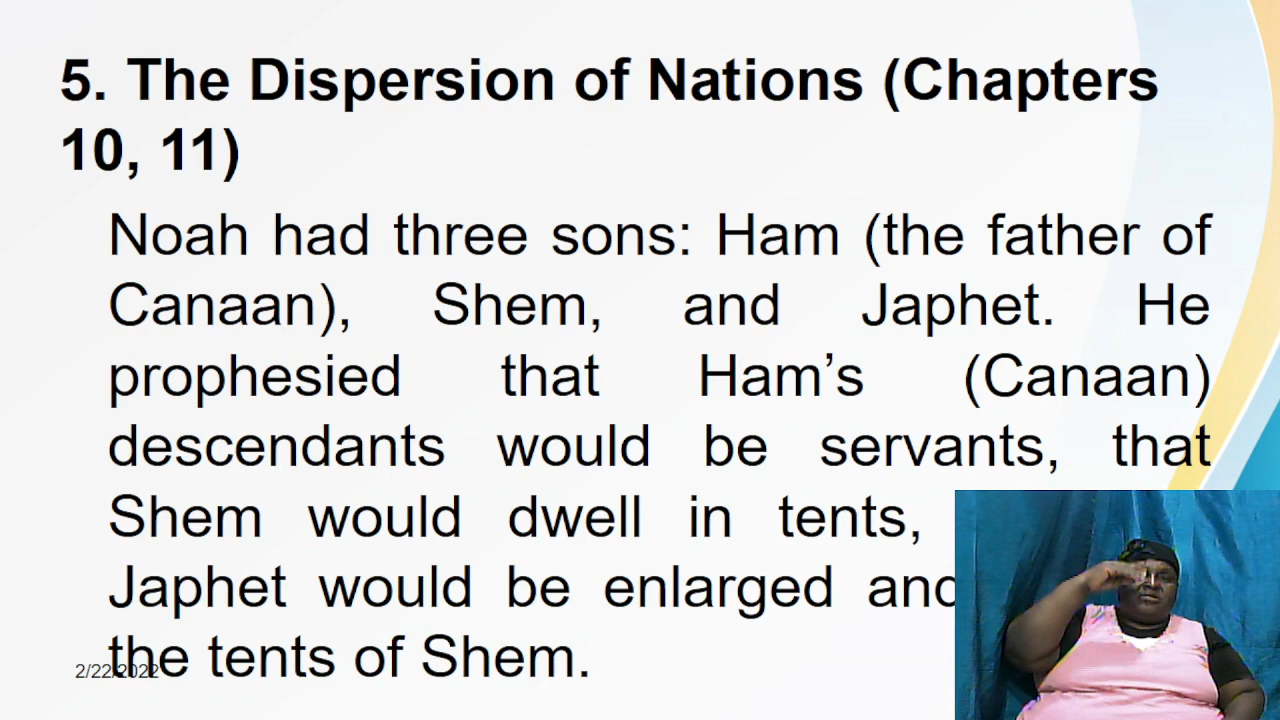 5. The Dispersion of Nations (Chapters
10, 11)
Noah had three sons: Ham (the father of
Canaan), Shem, and Japhet. He
prophesied that Ham’s (Canaan)
descendants would be servants, that
Shem would dwell in tents,
Japhet would be enlarged and
the tents of Shem.
2/22/2022